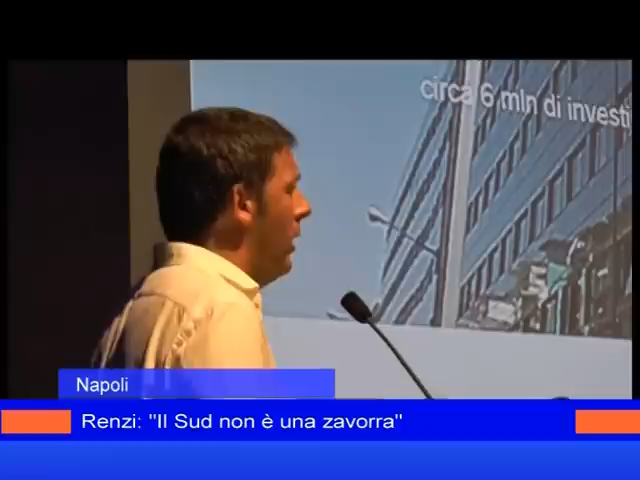 circa 6 mln di investi
Napoli
Renzi: "Il Sud non è una zavorra"